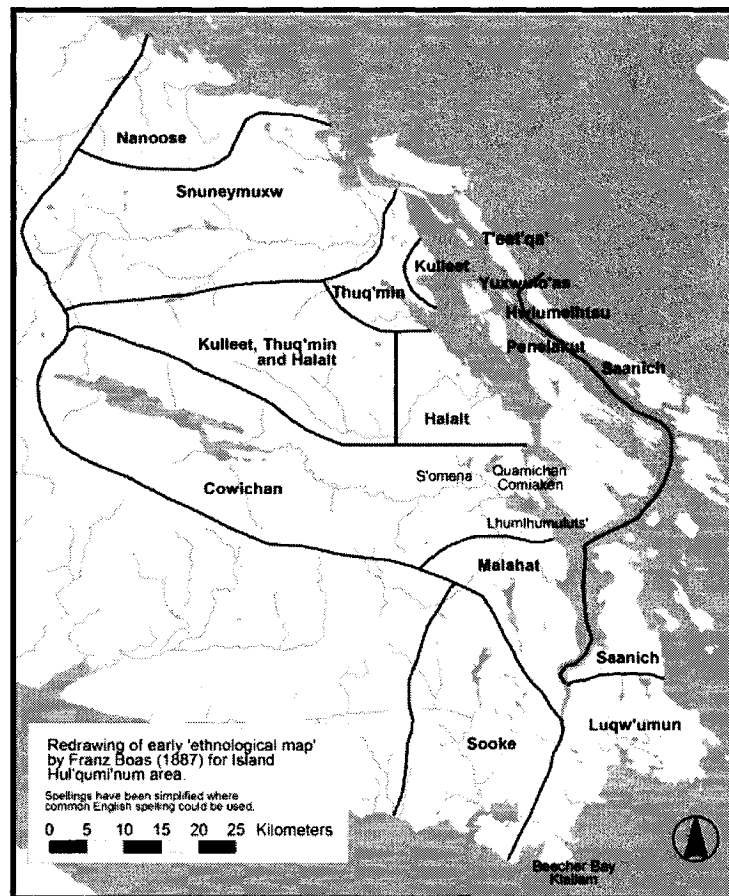 Nanoose
Snuneymuxw
T'eet'qa'
Kulleet
Yuxwula'as
Thuq'min
Hwlumelhtsu
Penelakut
Kulleet, Thuq'min
and Halalt
Saanich
Halalt
S'omena
Quamichan
Comiaken
Cowichan
Lhumlhumuluts'
Malahat
Saanich
Luqw'umun
Sooke
Redrawing of early 'ethnological map'
by Franz Boas (1887) for Island
Hul'qumi'num area.
Spellings have been simplified where
common English spelling could be used.
0 5 10 15 20 25 Kilometers
Beecher Bay
Klallam